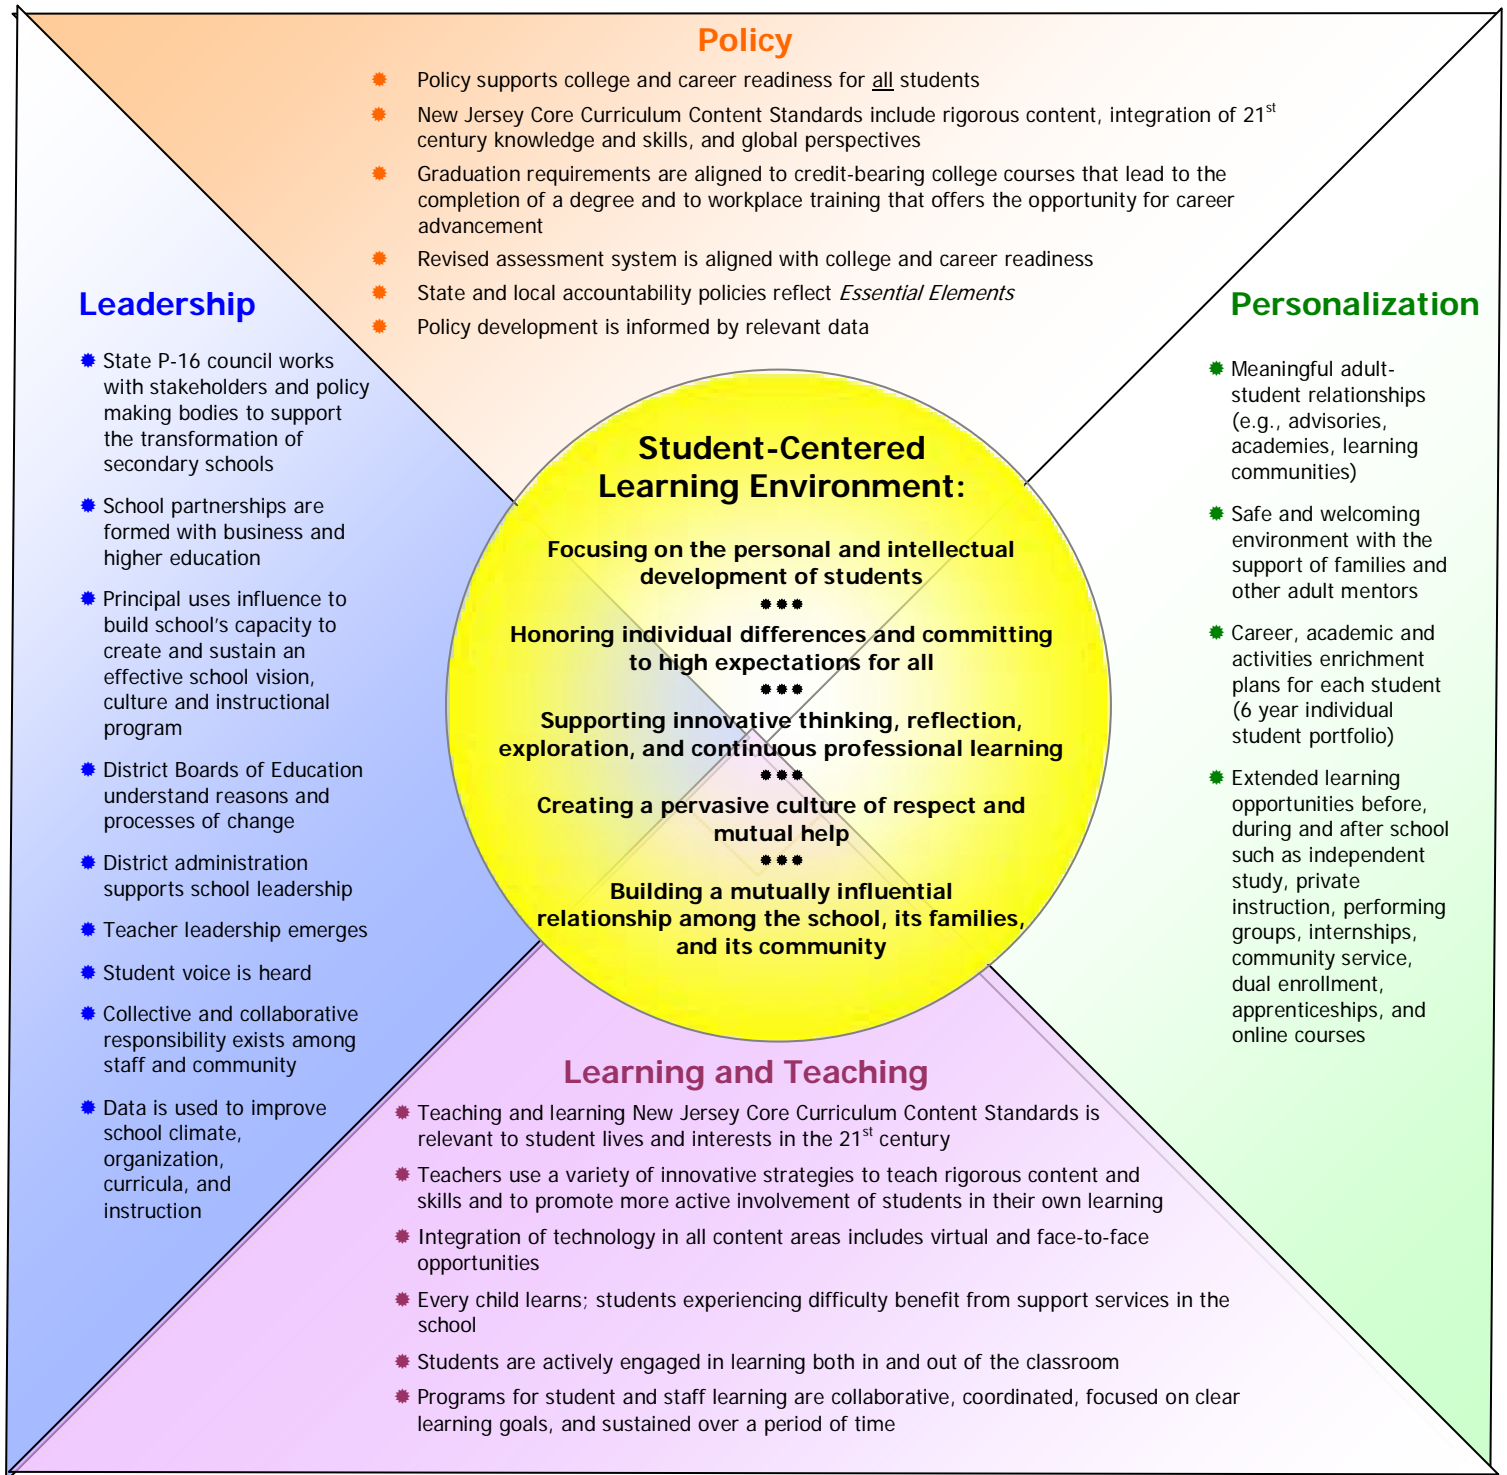 Policy
Policy supports college and career readiness for all students
New Jersey Core Curriculum Content Standards include rigorous content, integration of 21st
century knowledge and skills, and global perspectives
Graduation requirements are aligned to credit-bearing college courses that lead to the
completion of a degree and to workplace training that offers the opportunity for career
advancement
Revised assessment system is aligned with college and career readiness
State and local accountability policies reflect Essential Elements
Policy development is informed by relevant data
Leadership
State P-16 council works
with stakeholders and policy
making bodies to support
the transformation of
secondary schools
School partnerships are
formed with business and
higher education
Principal uses influence to
build school's capacity to
create and sustain an
effective school vision,
culture and instructional
program
District Boards of Education
understand reasons and
processes of change
District administration
supports school leadership
Teacher leadership emerges
Student voice is heard
Collective and collaborative
responsibility exists among
staff and community
Data is used to improve
school climate,
organization,
curricula, and
instruction
Student-Centered
Learning Environment:
Focusing on the personal and intellectual
development of students
Honoring individual differences and committing
to high expectations for all
Supporting innovative thinking, reflection,
exploration, and continuous professional learning
Creating a pervasive culture of respect and
mutual help
Building a mutually influential
relationship among the school, its families,
and its community
Personalization
Meaningful adult-
student relationships
(e.g., advisories,
academies, learning
communities)
Safe and welcoming
environment with the
support of families and
other adult mentors
Career, academic and
activities enrichment
plans for each student
(6 year individual
student portfolio)
Extended learning
opportunities before,
during and after school
such as independent
study, private
instruction, performing
groups, internships,
community service,
dual enrollment,
apprenticeships, and
online courses
Learning and Teaching
Teaching and learning New Jersey Core Curriculum Content Standards is
relevant to student lives and interests in the 21st century
Teachers use a variety of innovative strategies to teach rigorous content and
skills and to promote more active involvement of students in their own learning
Integration of technology in all content areas includes virtual and face-to-face
opportunities
Every child learns; students experiencing difficulty benefit from support services in the
school
Students are actively engaged in learning both in and out of the classroom
Programs for student and staff learning are collaborative, coordinated, focused on clear
learning goals, and sustained over a period of time